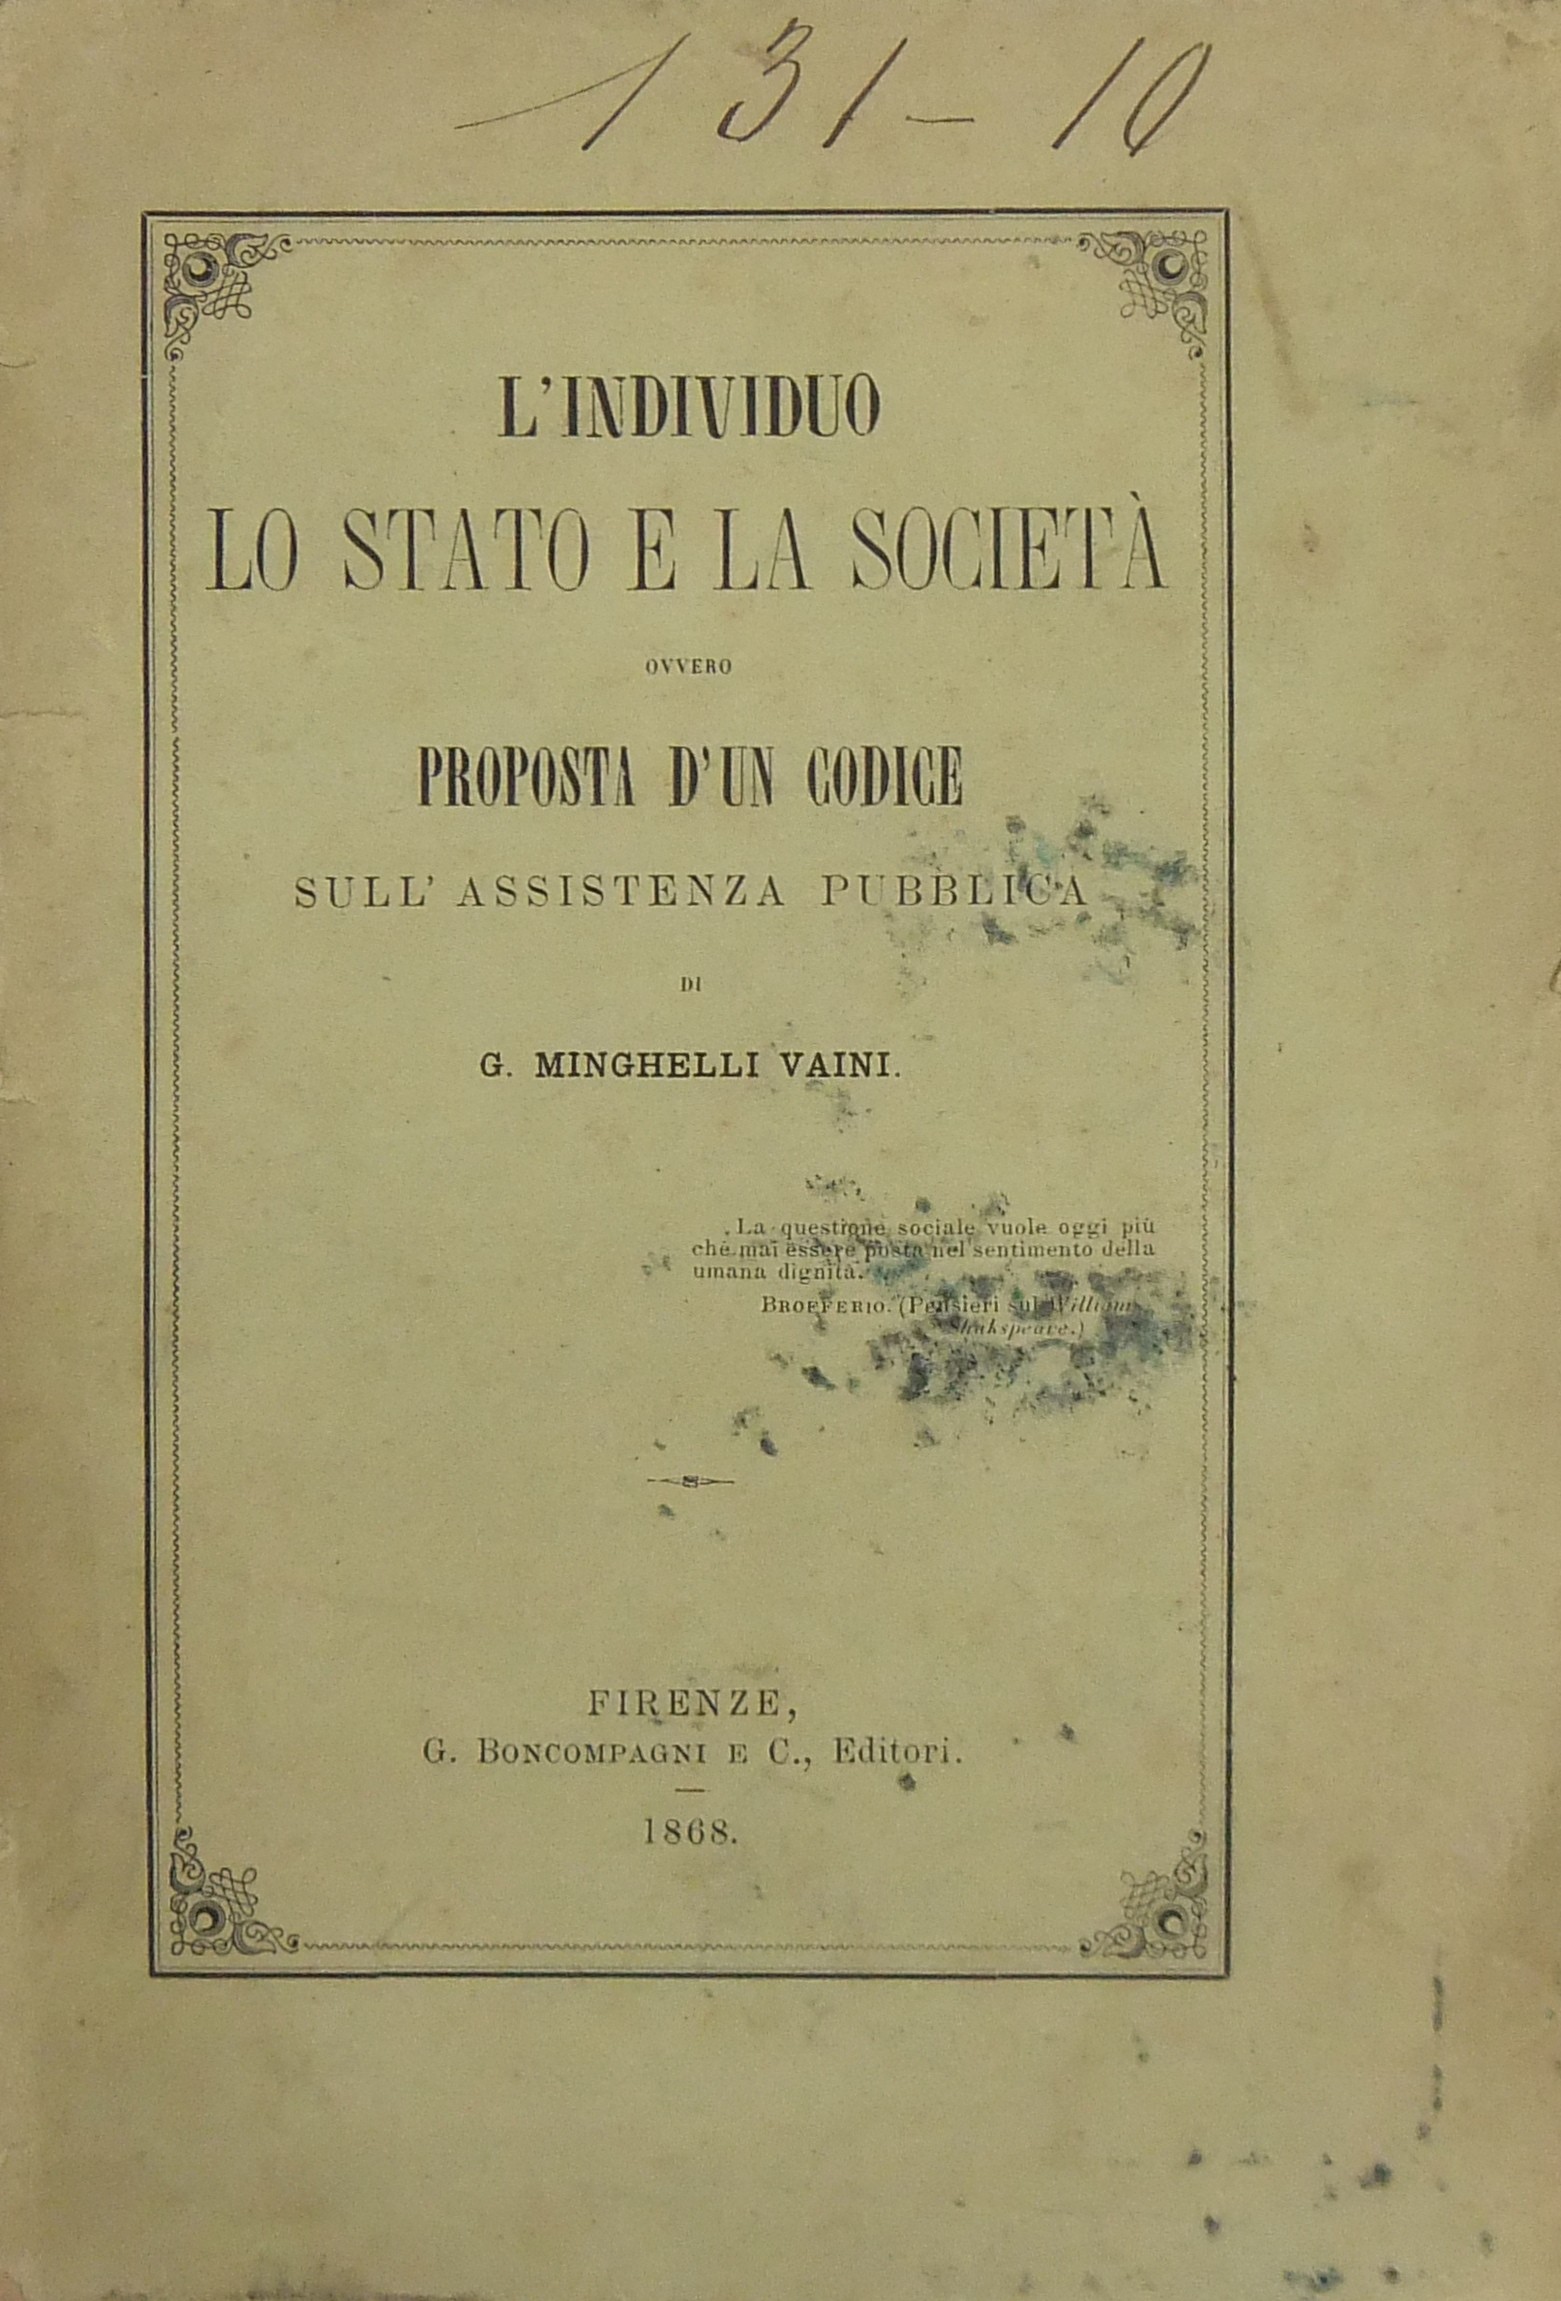 131-10
L'INDIVIDUO
LO STATO E LA SOCIETÀ
OVVERO
PROPOSTA D'UN CODICE
SULL' ASSISTENZA PUBBLICA
DI
G. MINGHELLI VAINI.
La questione sociale vuole oggi più
che mai essere posta nel sentimento della
umana dignità.
BROFFERIO. (Pensieri sul William
Shakspeare.)
FIRENZE,
G. BONCOMPAGNI E C., Editori.
1868.